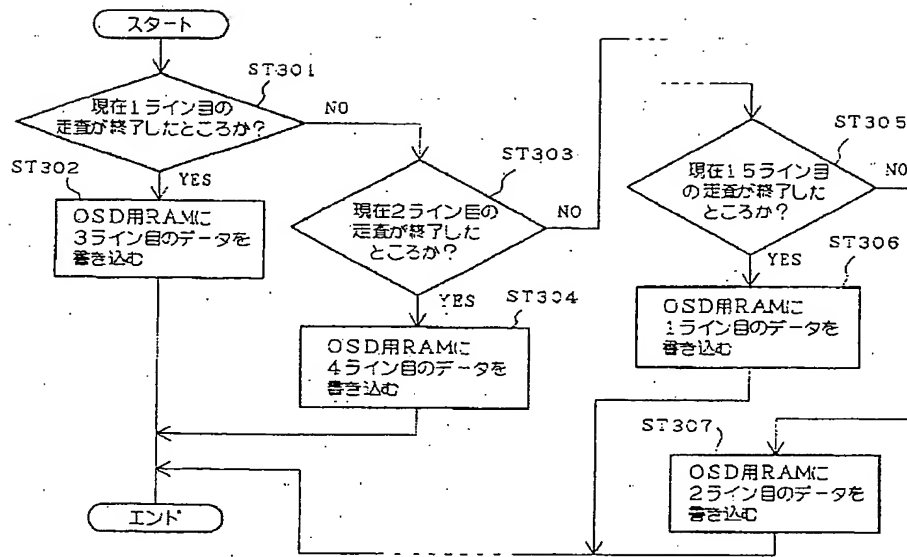 スタート
ST301
現在1ライン目の
走査が終了したところか?
NO
YES
ST302
OSD用RAMに
3ライン目のデータを
書き込む
ST303
現在2ライン目の
走査が終了した
ところか?
NO
YES
ST304
OSD用RAMに
4ライン目のデータを
書き込む
ST305
現在15ライン目
の走査が終了した
ところか?
NO
YES
ST306
OSD用RAMに
1ライン目のデータを
書き込む
ST307
OSD用RAMに
2ライン目のデータを
書き込む
エンド